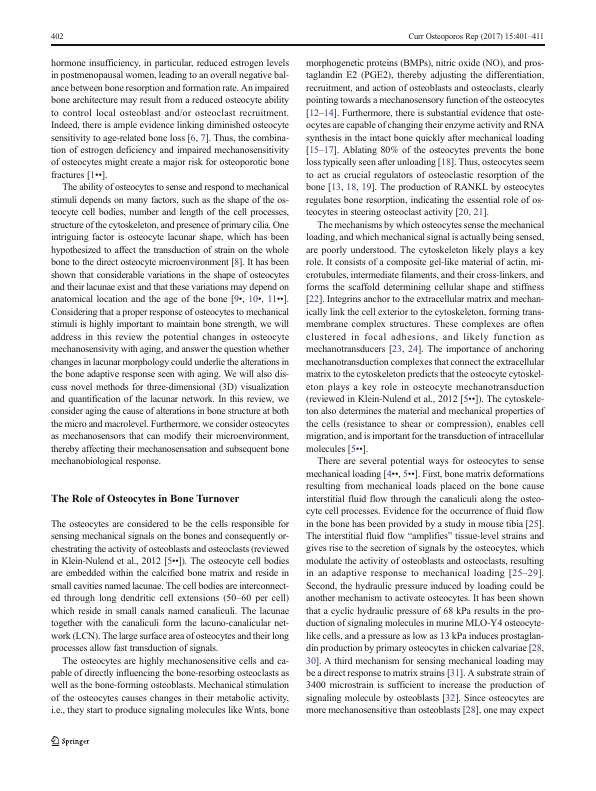 402
Curr Osteoporos Rep (2017) 15:401–411
hormone insufficiency, in particular, reduced estrogen levels
in postmenopausal women, leading to an overall negative bal-
ance between bone resorption and formation rate. An impaired
bone architecture may result from a reduced osteocyte ability
to control local osteoblast and/or osteoclast recruitment.
Indeed, there is ample evidence linking diminished osteocyte
sensitivity to age-related bone loss [6, 7]. Thus, the combina-
tion of estrogen deficiency and impaired mechanosensitivity
of osteocytes might create a major risk for osteoporotic bone
fractures [1••].
The ability of osteocytes to sense and respond to mechanical
stimuli depends on many factors, such as the shape of the os-
teocyte cell bodies, number and length of the cell processes,
structure of the cytoskeleton, and presence of primary cilia. One
intriguing factor is osteocyte lacunar shape, which has been
hypothesized to affect the transduction of strain on the whole
bone to the direct osteocyte microenvironment [8]. It has been
shown that considerable variations in the shape of osteocytes
and their lacunae exist and that these variations may depend on
anatomical location and the age of the bone [9•, 10•, 11••].
Considering that a proper response of osteocytes to mechanical
stimuli is highly important to maintain bone strength, we will
address in this review the potential changes in osteocyte
mechanosensivity with aging, and answer the question whether
changes in lacunar morphology could underlie the alterations in
the bone adaptive response seen with aging. We will also dis-
cuss novel methods for three-dimensional (3D) visualization
and quantification of the lacunar network. In this review, we
consider aging the cause of alterations in bone structure at both
the micro and macrolevel. Furthermore, we consider osteocytes
as mechanosensors that can modify their microenvironment,
thereby affecting their mechanosensation and subsequent bone
mechanobiological response.
The Role of Osteocytes in Bone Turnover
The osteocytes are considered to be the cells responsible for
sensing mechanical signals on the bones and consequently or-
chestrating the activity of osteoblasts and osteoclasts (reviewed
in Klein-Nulend et al., 2012 [5••]). The osteocyte cell bodies
are embedded within the calcified bone matrix and reside in
small cavities named lacunae. The cell bodies are interconnect-
ed through long dendritic cell extensions (50–60 per cell)
which reside in small canals named canaliculi. The lacunae
together with the canaliculi form the lacuno-canalicular net-
work (LCN). The large surface area of osteocytes and their long
processes allow fast transduction of signals.
The osteocytes are highly mechanosensitive cells and ca-
pable of directly influencing the bone-resorbing osteoclasts as
well as the bone-forming osteoblasts. Mechanical stimulation
of the osteocytes causes changes in their metabolic activity,
i.e., they start to produce signaling molecules like Wnts, bone
morphogenetic proteins (BMPs), nitric oxide (NO), and pros-
taglandin E2 (PGE2), thereby adjusting the differentiation,
recruitment, and action of osteoblasts and osteoclasts, clearly
pointing towards a mechanosensory function of the osteocytes
[12–14]. Furthermore, there is substantial evidence that oste-
ocytes are capable of changing their enzyme activity and RNA
synthesis in the intact bone quickly after mechanical loading
[15–17]. Ablating 80% of the osteocytes prevents the bone
loss typically seen after unloading [18]. Thus, osteocytes seem
to act as crucial regulators of osteoclastic resorption of the
bone [13, 18, 19]. The production of RANKL by osteocytes
regulates bone resorption, indicating the essential role of os-
teocytes in steering osteoclast activity [20, 21].
The mechanisms by which osteocytes sense the mechanical
loading, and which mechanical signal is actually being sensed,
are poorly understood. The cytoskeleton likely plays a key
role. It consists of a composite gel-like material of actin, mi-
crotubules, intermediate filaments, and their cross-linkers, and
forms the scaffold determining cellular shape and stiffness
[22]. Integrins anchor to the extracellular matrix and mechan-
ically link the cell exterior to the cytoskeleton, forming trans-
membrane complex structures. These complexes are often
clustered in focal adhesions, and likely function as
mechanotransducers [23, 24]. The importance of anchoring
mechanotransduction complexes that connect the extracellular
matrix to the cytoskeleton predicts that the osteocyte cytoskel-
eton plays a key role in osteocyte mechanotransduction
(reviewed in Klein-Nulend et al., 2012 [5••]). The cytoskele-
ton also determines the material and mechanical properties of
the cells (resistance to shear or compression), enables cell
migration, and is important for the transduction of intracellular
molecules [5••].
There are several potential ways for osteocytes to sense
mechanical loading [4••, 5••]. First, bone matrix deformations
resulting from mechanical loads placed on the bone cause
interstitial fluid flow through the canaliculi along the osteo-
cyte cell processes. Evidence for the occurrence of fluid flow
in the bone has been provided by a study in mouse tibia [25].
The interstitial fluid flow “amplifies” tissue-level strains and
gives rise to the secretion of signals by the osteocytes, which
modulate the activity of osteoblasts and osteoclasts, resulting
in an adaptive response to mechanical loading [25–29].
Second, the hydraulic pressure induced by loading could be
another mechanism to activate osteocytes. It has been shown
that a cyclic hydraulic pressure of 68 kPa results in the pro-
duction of signaling molecules in murine MLO-Y4 osteocyte-
like cells, and a pressure as low as 13 kPa induces prostaglan-
din production by primary osteocytes in chicken calvariae [28,
30]. A third mechanism for sensing mechanical loading may
be a direct response to matrix strains [31]. A substrate strain of
3400 microstrain is sufficient to increase the production of
signaling molecule by osteoblasts [32]. Since osteocytes are
more mechanosensitive than osteoblasts [28], one may expect
Springer